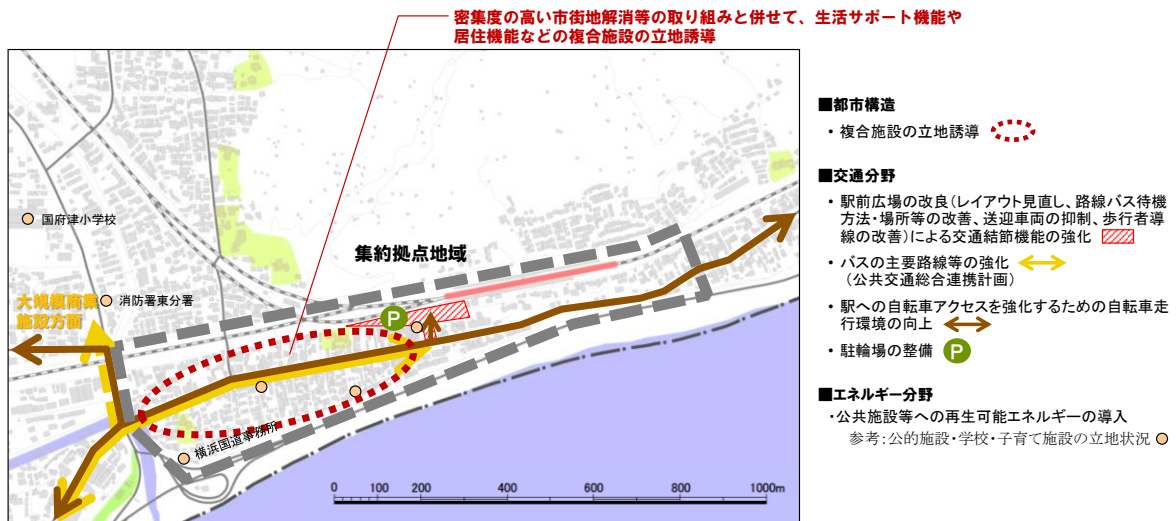 密集度の高い市街地解消等の取り組みと併せて、生活サポート機能や
居住機能などの複合施設の立地誘導
国府津小学校
集約拠点地域
大規模商業
施設方面
消防署東分署
P
横浜国道事務所
0 100 200 400 600 800 1000m
■都市構造
・複合施設の立地誘導
■交通分野
・駅前広場の改良(レイアウト見直し、路線バス待機
方法・場所等の改善、送迎車両の抑制、歩行者導
線の改善)による交通結節機能の強化
・バスの主要路線等の強化
(公共交通総合連携計画)
・駅への自転車アクセスを強化するための自転車走
行環境の向上
・駐輪場の整備 P
■エネルギー分野
・公共施設等への再生可能エネルギーの導入
参考:公的施設・学校・子育て施設の立地状況